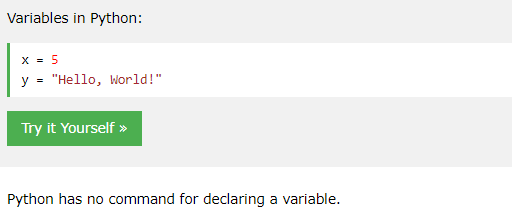 Variables in Python:
x = 5
y = "Hello, World!"
Try it Yourself »
Python has no command for declaring a variable.